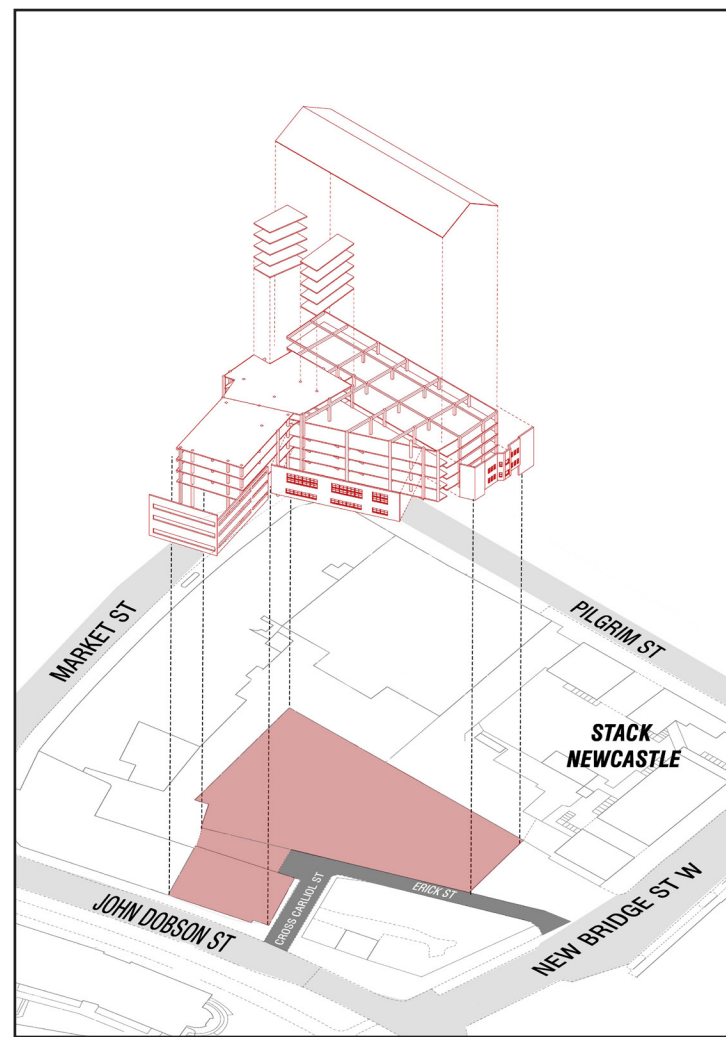 MARKET ST
PILGRIM ST
STACK
NEWCASTLE
ERICK ST
CROSS CARLIOL ST
JOHN DOBSON ST
NEW BRIDGE ST W